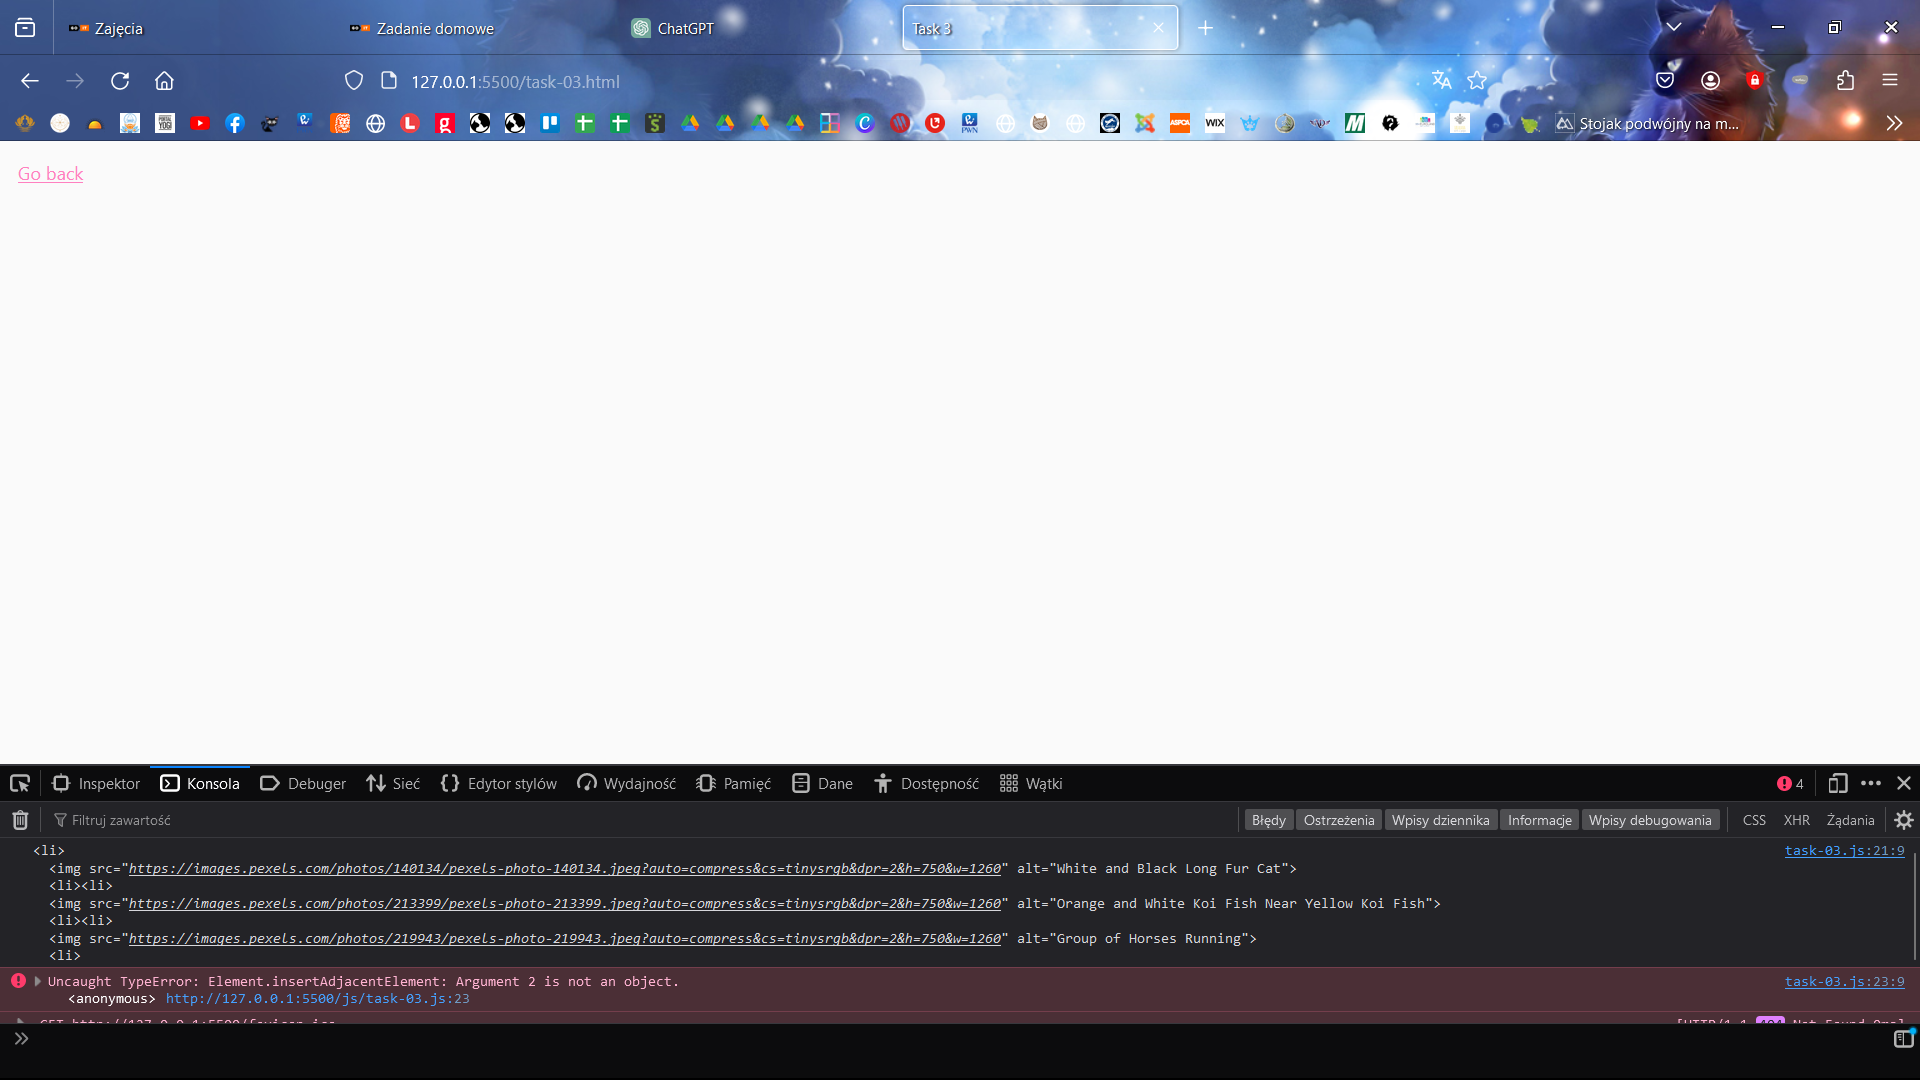 Zajęcia
Zadanie domowe
ChatGPT
Task 3
127.0.0.1:5500/task-03.html
Stojak podwójny na m...
Go back
Inspektor
Konsola
Debuger
Sieć
Edytor stylów
Wydajność
Pamięć
Dane
Dostępność
Wątki
4
Filtruj zawartość
Błędy
Ostrzeżenia
Wpisy dziennika
Informacje
Wpisy debugowania
CSS
XHR
Żądania
<li> task-03.js:21:9
<img src="https://images.pexels.com/photos/140134/pexels-photo-140134.jpeg?auto=compress&cs=tinysrgb&dpr=2&h=750&w=1260" alt="White and Black Long Fur Cat">
<li><li>
<img src="https://images.pexels.com/photos/213399/pexels-photo-213399.jpeg?auto=compress&cs=tinysrgb&dpr=2&h=750&w=1260" alt="Orange and White Koi Fish Near Yellow Koi Fish">
<li><li>
<img src="https://images.pexels.com/photos/219943/pexels-photo-219943.jpeg?auto=compress&cs=tinysrgb&dpr=2&h=750&w=1260" alt="Group of Horses Running">
<li>
Uncaught TypeError: Element.insertAdjacentElement: Argument 2 is not an object. task-03.js:23:9
<anonymous> http://127.0.0.1:5500/js/task-03.js:23